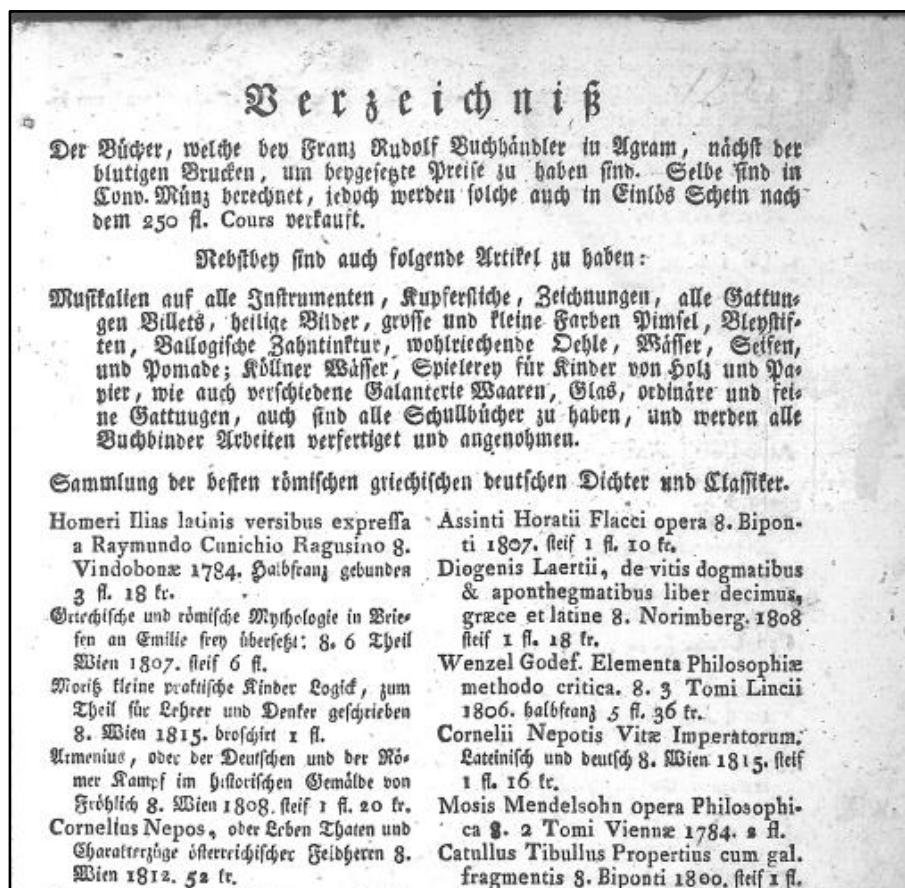 Verzeichniß
Der Bücher, welche bey Franz Rudolf Buchhändler in Agram, nächst der
blutigen Brucken, um beygesetzte Preise zu haben sind. Selbe sind in
Conv. Münz berechnet, jedoch werden solche auch in Einlös Schein nach
dem 250 fl. Cours verkauft.
Nebstbey sind auch folgende Artikel zu haben:
Musikalien auf alle Instrumenten, Kupferstiche, Zeichnungen, alle Gattun-
gen Billets, heilige Bilder, grosse und kleine Farben Pimsel, Bleystif-
ten, Ballogische Zahntinktur, wohlriechende Oehle, Wässer, Seifen,
und Pomade; Köllner Wässer, Spielerey für Kinder von Holz und Pa-
pier, wie auch verschiedene Galanterie Waaren, Glas, ordinäre und fei-
ne Gattuugen, auch sind alle Schullbücher zu haben, und werden alle
Buchbinder Arbeiten verfertiget und angenohmen.
Sammlung der besten römischen griechischen deutschen Dichter und Classiker.
Homeri Ilias latinis versibus expressa
a Raymundo Cunichio Ragusino 8.
Vindobonæ 1784. Halbfranz gebunden
3 fl. 18 kr.
Griechische und römische Mythologie in Brie-
fen an Emilie frey übersetzt: 8. 6 Theil
Wien 1807. steif 6 fl.
Moritz kleine praktische Kinder Logick, zum
Theil für Lehrer und Denker geschrieben
8. Wien 1815. broschirt 1 fl.
Armenius, oder der Deutschen und der Rö-
mer Kampf im historischen Gemälde von
Fröhlich 8. Wien 1808. steif 1 fl. 20 kr.
Cornelius Nepos, oder Leben Thaten und
Charakterzüge österreichischer Feldherren 8.
Wien 1812. 52 kr.
Assinti Horatii Flacci opera 8. Bipon-
ti 1807. steif 1 fl. 10 kr.
Diogenis Laertii, de vitis dogmatibus
& aponthegmatibus liber decimus,
græce et latine 8. Norimberg. 1808
steif 1 fl. 18 kr.
Wenzel Godef. Elementa Philosophiæ
methodo critica. 8. 3 Tomi Lincii
1806. halbfranz 5 fl. 36 kr.
Cornelii Nepotis Vitæ Imperatorum.
Lateinisch und deutsch 8. Wien 1815. steif
1 fl. 16 kr.
Mosis Mendelsohn opera Philosophi-
ca 8. 2 Tomi Viennæ 1784. 2 fl.
Catullus Tibullus Propertius cum gal.
fragmentis 8. Biponti 1800. steif 1 fl.